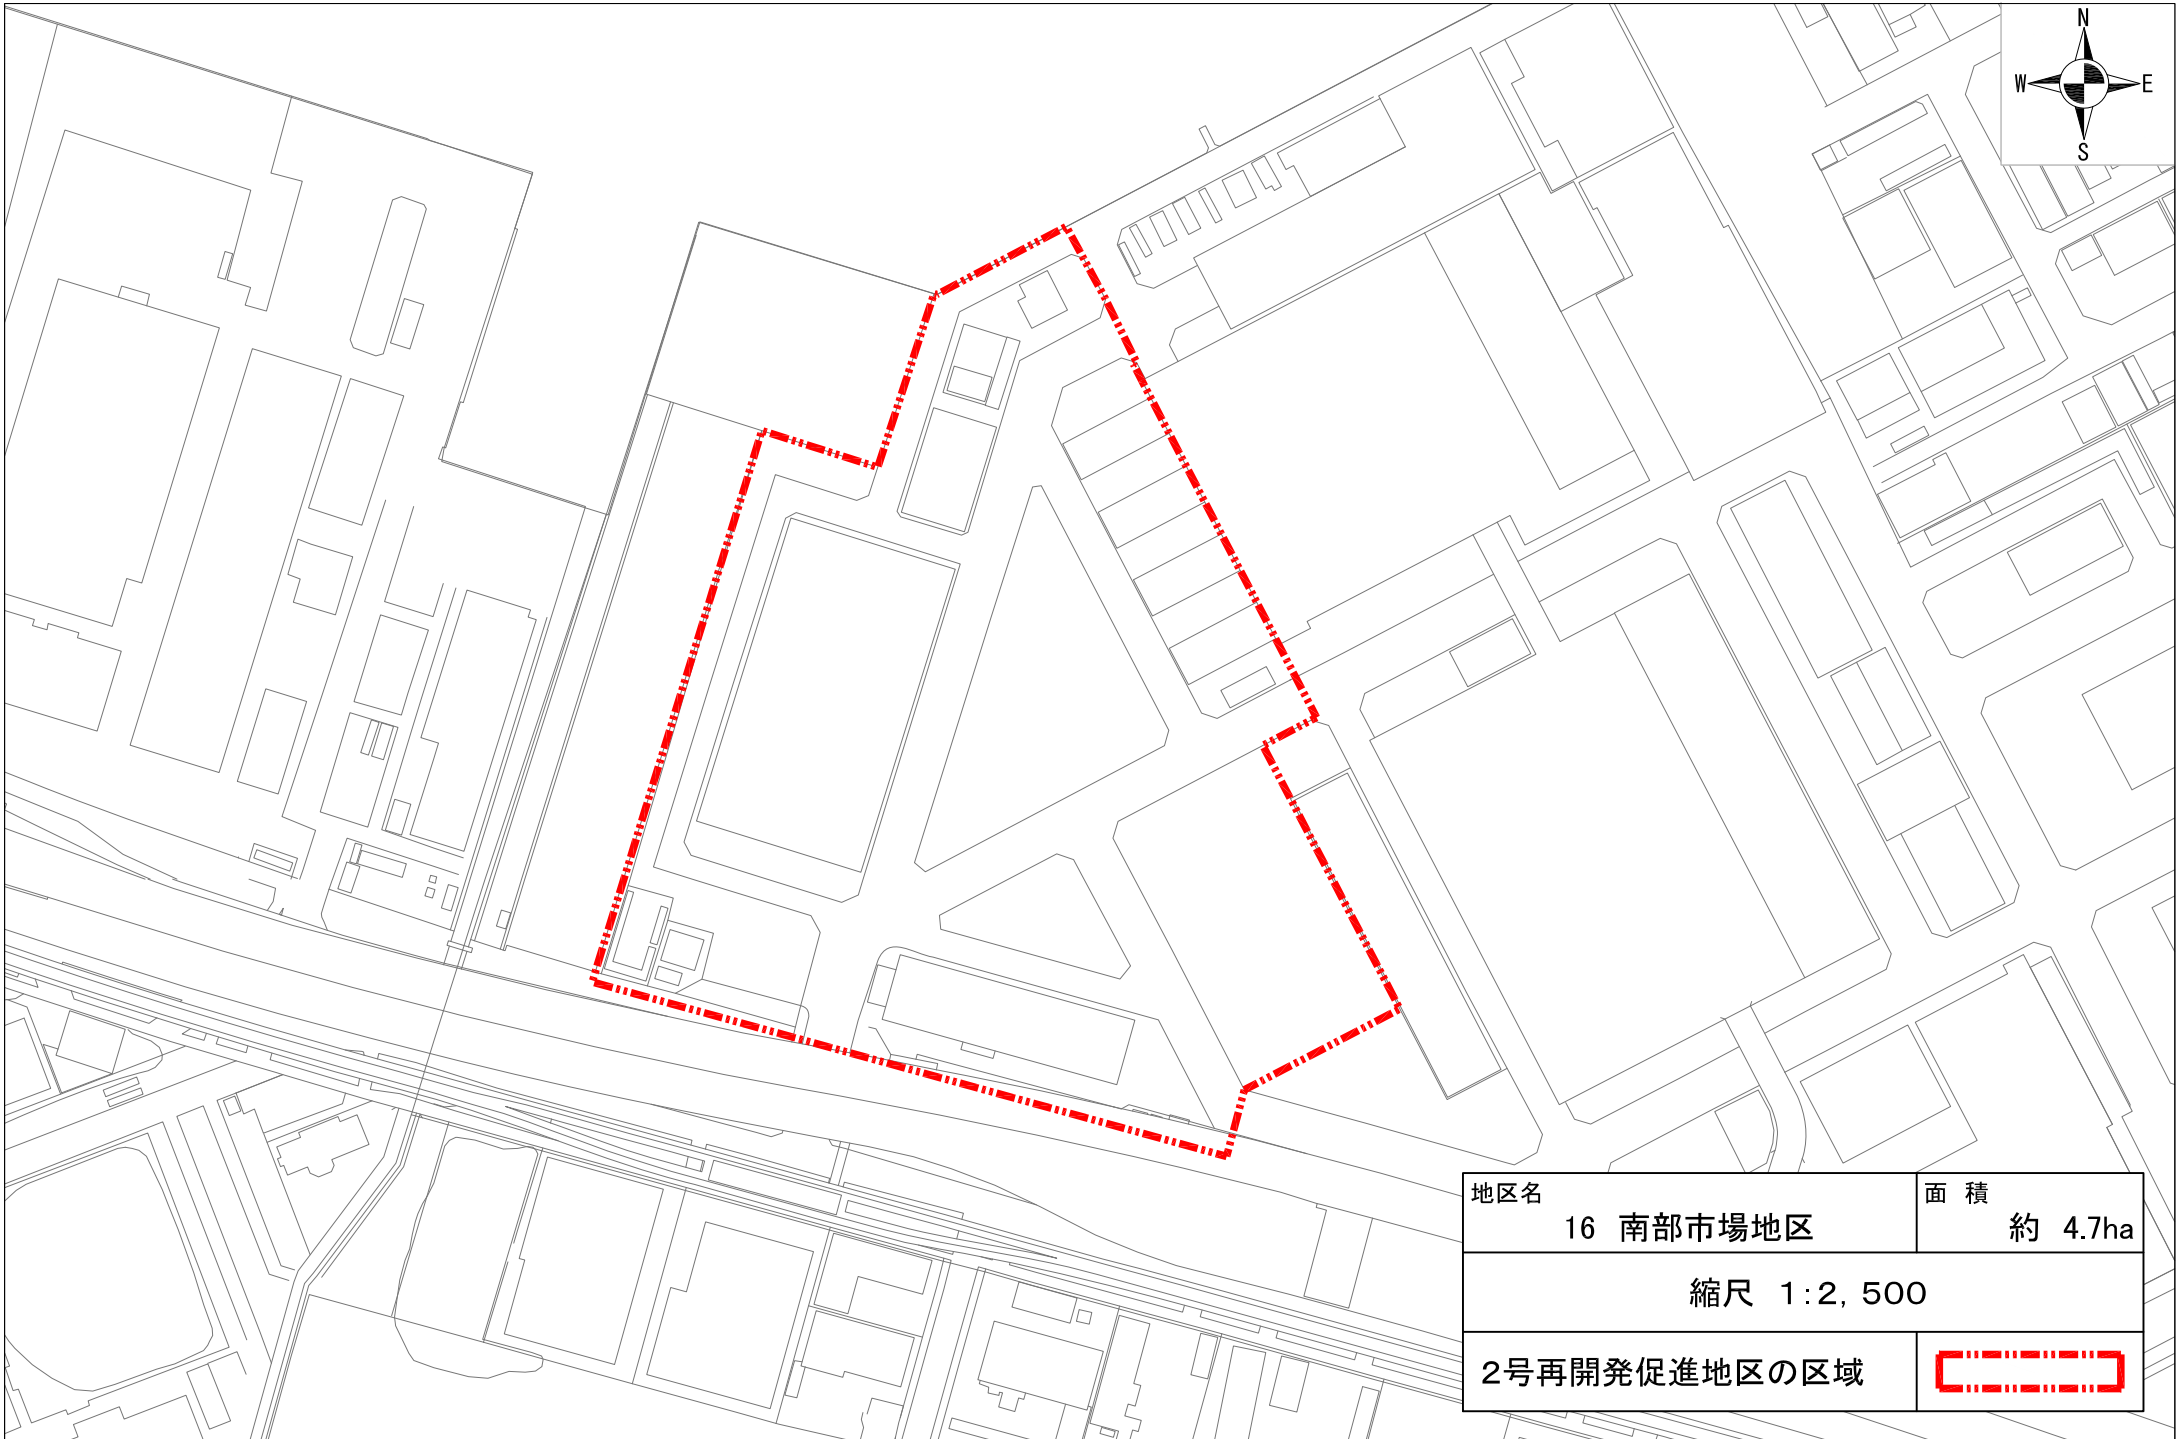 N
W E
S
地区名
16 南部市場地区
面 積
約 4.7ha
縮尺 1:2,500
2号再開発促進地区の区域